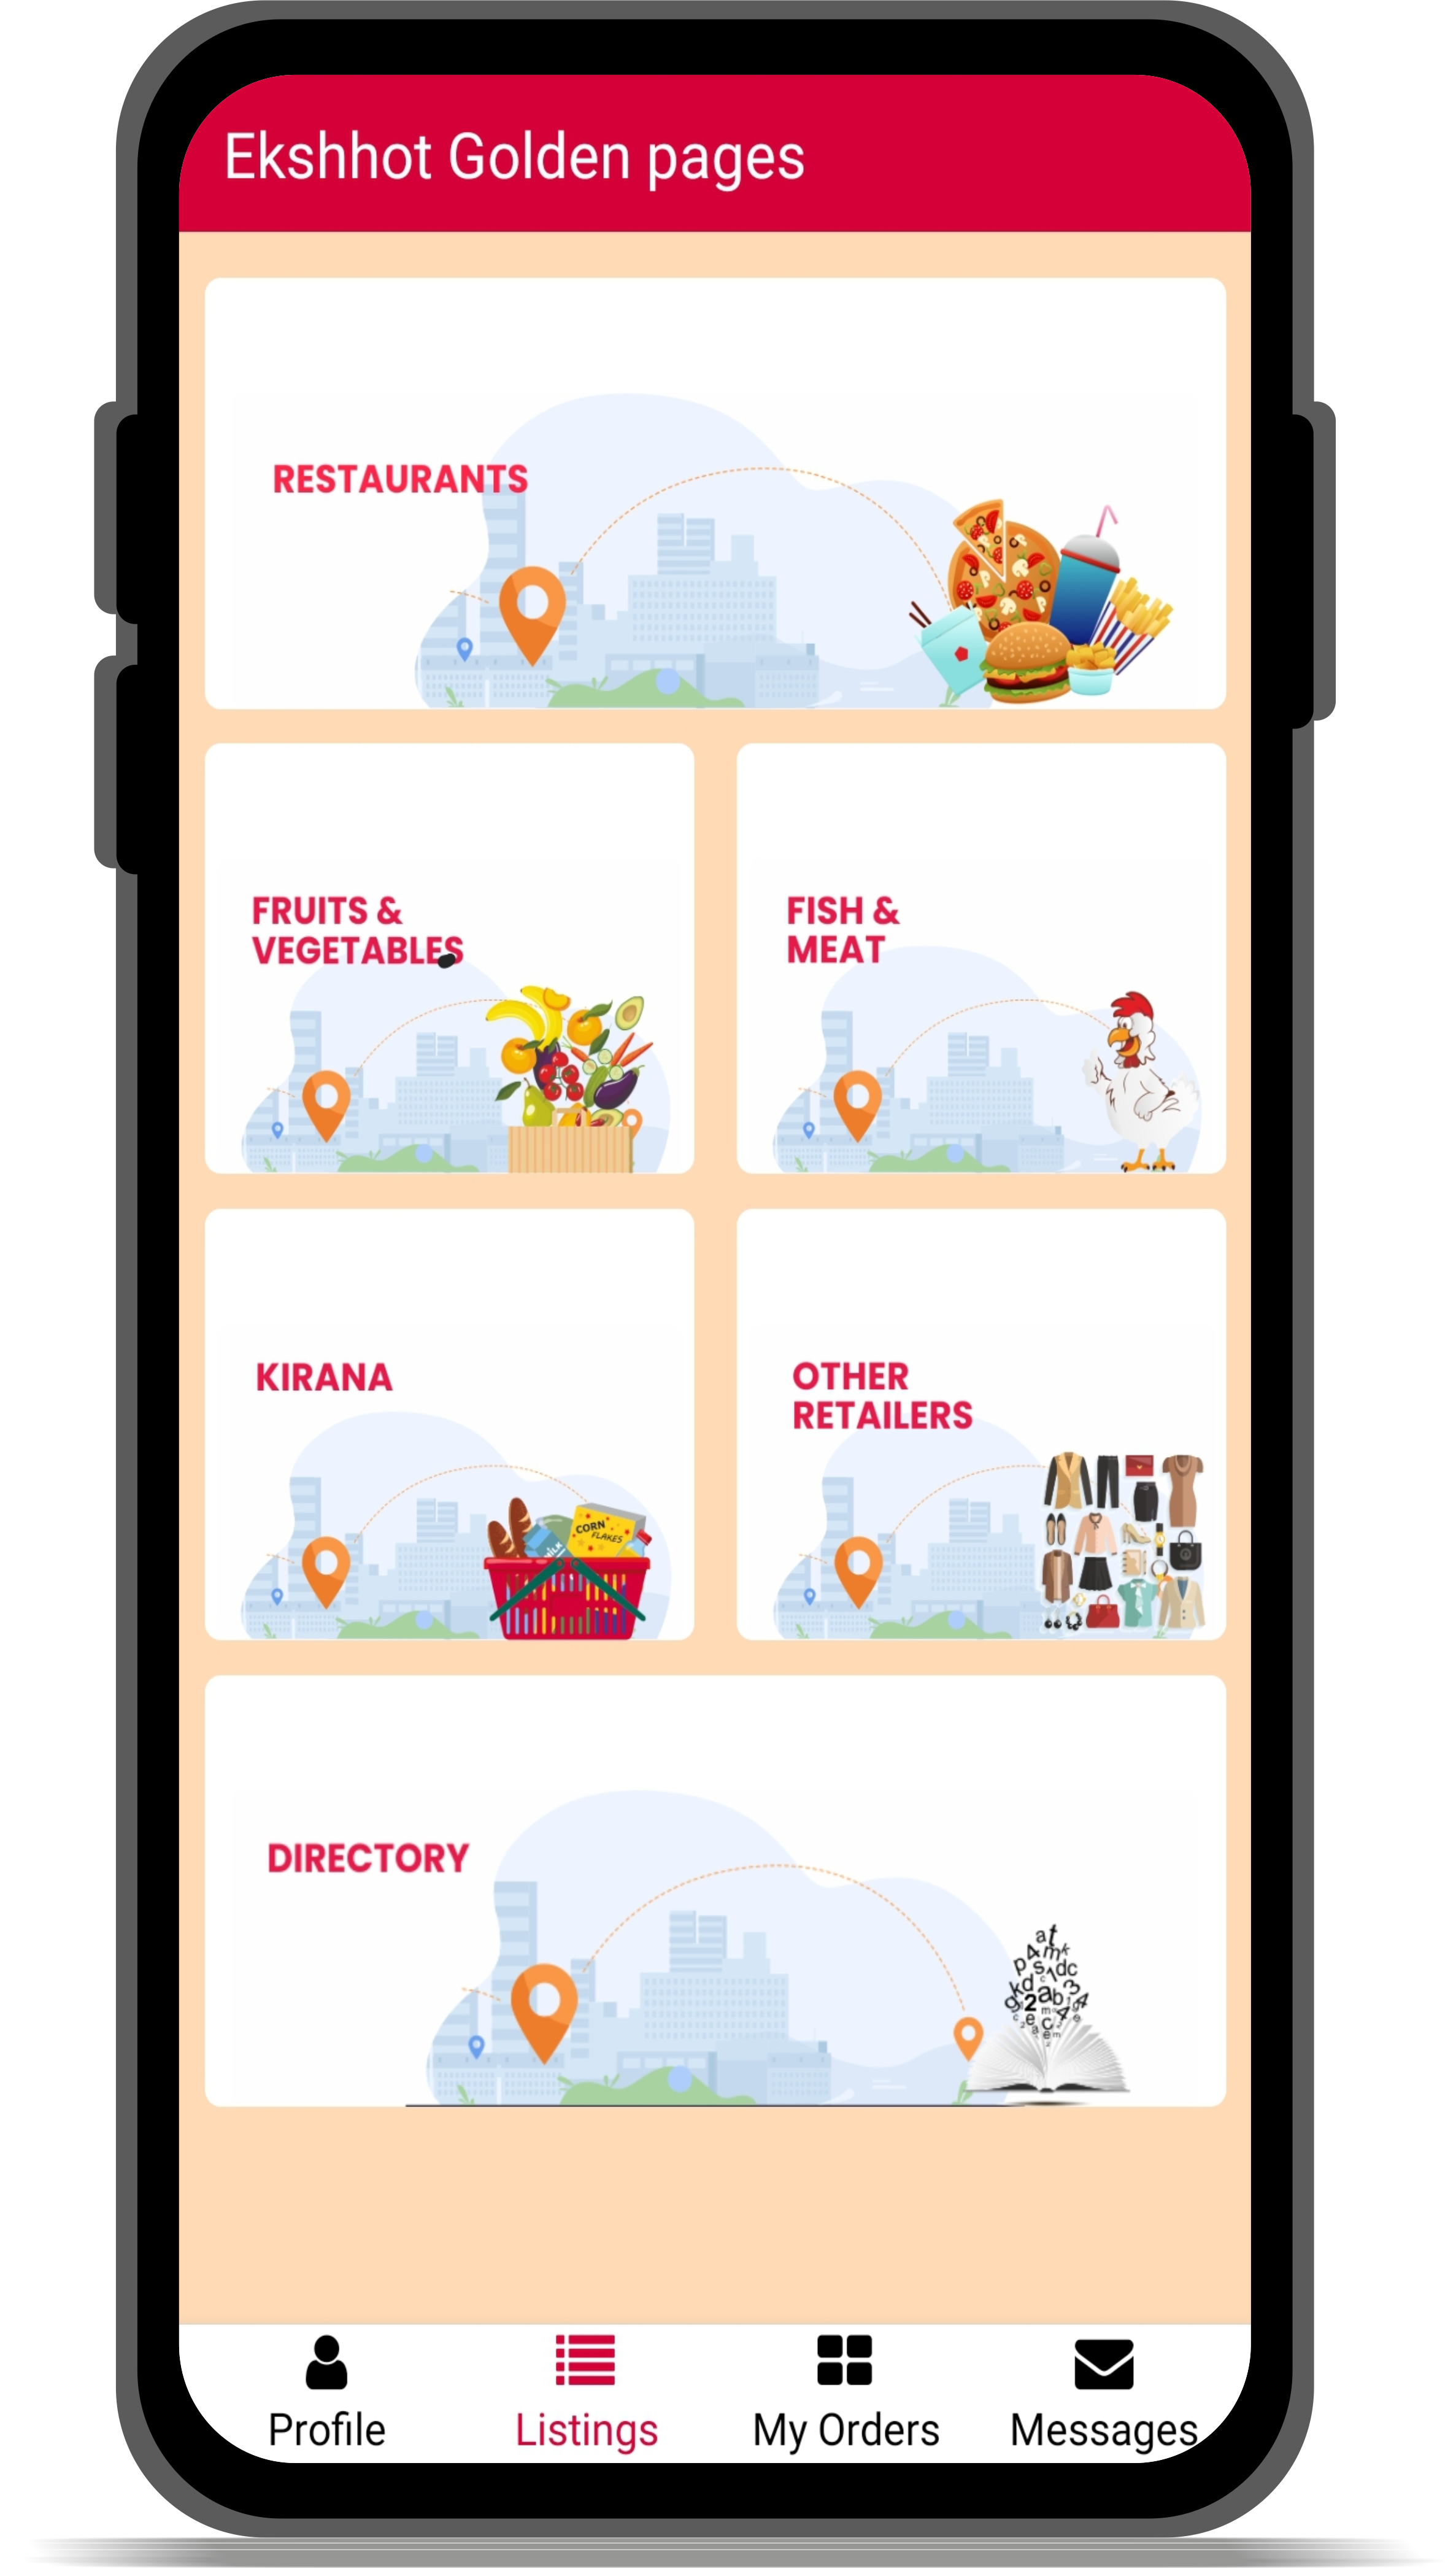 Ekshhot Golden pages
RESTAURANTS
FRUITS &
VEGETABLES
FISH &
MEAT
KIRANA
CORN
FLAKES
MILK
OTHER
RETAILERS
DIRECTORY
Profile
Listings
My Orders
Messages